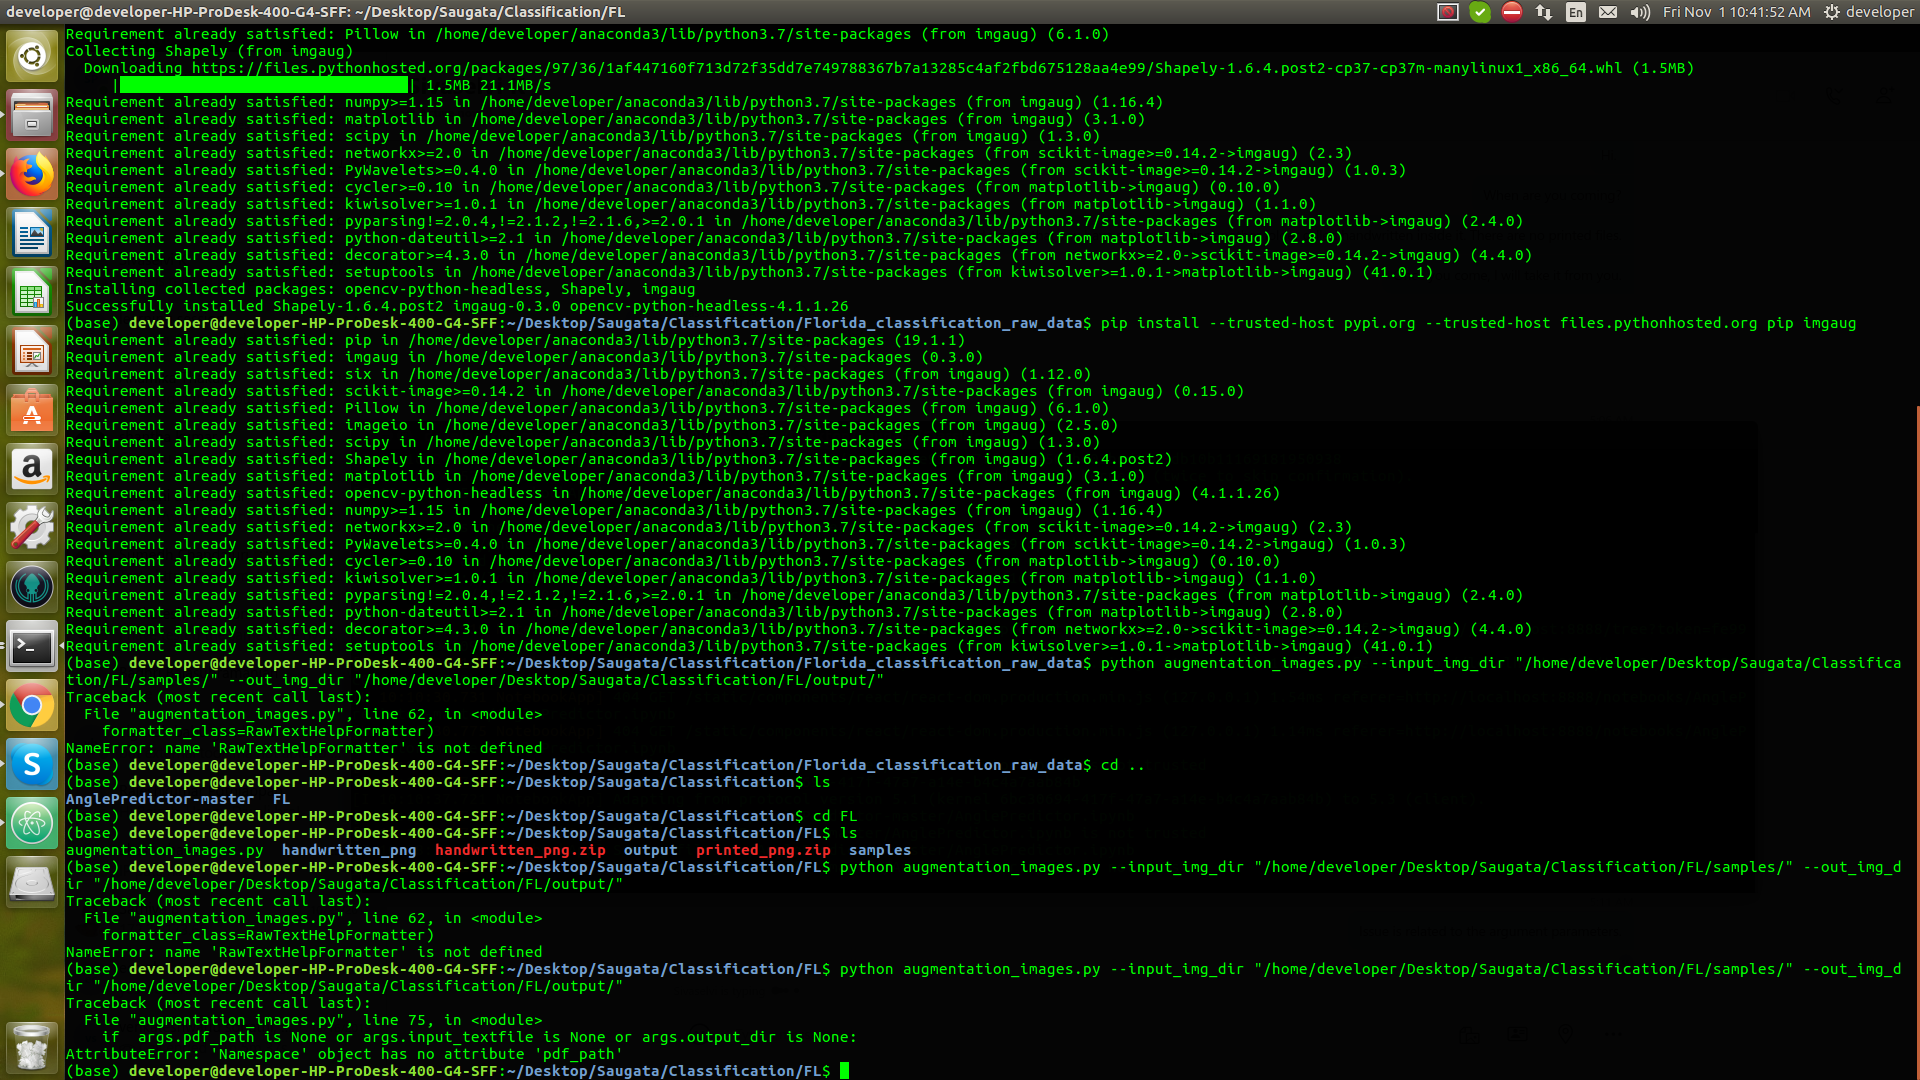 developer@developer-HP-ProDesk-400-G4-SFF: ~/Desktop/Saugata/Classification/FL
En
Fri Nov 1 10:41:52 AM
developer
Requirement already satisfied: Pillow in /home/developer/anaconda3/lib/python3.7/site-packages (from imgaug) (6.1.0)
Collecting Shapely (from imgaug)
  Downloading https://files.pythonhosted.org/packages/97/36/1af447160f713d72f35dd7e749788367b7a13285c4af2fbd675128aa4e99/Shapely-1.6.4.post2-cp37-cp37m-manylinux1_x86_64.whl (1.5MB)
| | 1.5MB 21.1MB/s
Requirement already satisfied: numpy>=1.15 in /home/developer/anaconda3/lib/python3.7/site-packages (from imgaug) (1.16.4)
Requirement already satisfied: matplotlib in /home/developer/anaconda3/lib/python3.7/site-packages (from imgaug) (3.1.0)
Requirement already satisfied: scipy in /home/developer/anaconda3/lib/python3.7/site-packages (from imgaug) (1.3.0)
Requirement already satisfied: networkx>=2.0 in /home/developer/anaconda3/lib/python3.7/site-packages (from scikit-image>=0.14.2->imgaug) (2.3)
Requirement already satisfied: PyWavelets>=0.4.0 in /home/developer/anaconda3/lib/python3.7/site-packages (from scikit-image>=0.14.2->imgaug) (1.0.3)
Requirement already satisfied: cycler>=0.10 in /home/developer/anaconda3/lib/python3.7/site-packages (from matplotlib->imgaug) (0.10.0)
Requirement already satisfied: kiwisolver>=1.0.1 in /home/developer/anaconda3/lib/python3.7/site-packages (from matplotlib->imgaug) (1.1.0)
Requirement already satisfied: pyparsing!=2.0.4,!=2.1.2,!=2.1.6,>=2.0.1 in /home/developer/anaconda3/lib/python3.7/site-packages (from matplotlib->imgaug) (2.4.0)
Requirement already satisfied: python-dateutil>=2.1 in /home/developer/anaconda3/lib/python3.7/site-packages (from matplotlib->imgaug) (2.8.0)
Requirement already satisfied: decorator>=4.3.0 in /home/developer/anaconda3/lib/python3.7/site-packages (from networkx>=2.0->scikit-image>=0.14.2->imgaug) (4.4.0)
Requirement already satisfied: setuptools in /home/developer/anaconda3/lib/python3.7/site-packages (from kiwisolver>=1.0.1->matplotlib->imgaug) (41.0.1)
Installing collected packages: opencv-python-headless, Shapely, imgaug
Successfully installed Shapely-1.6.4.post2 imgaug-0.3.0 opencv-python-headless-4.1.1.26
(base) developer@developer-HP-ProDesk-400-G4-SFF:~/Desktop/Saugata/Classification/Florida_classification_raw_data$ pip install --trusted-host pypi.org --trusted-host files.pythonhosted.org pip imgaug
Requirement already satisfied: pip in /home/developer/anaconda3/lib/python3.7/site-packages (19.1.1)
Requirement already satisfied: imgaug in /home/developer/anaconda3/lib/python3.7/site-packages (0.3.0)
Requirement already satisfied: six in /home/developer/anaconda3/lib/python3.7/site-packages (from imgaug) (1.12.0)
Requirement already satisfied: scikit-image>=0.14.2 in /home/developer/anaconda3/lib/python3.7/site-packages (from imgaug) (0.15.0)
Requirement already satisfied: Pillow in /home/developer/anaconda3/lib/python3.7/site-packages (from imgaug) (6.1.0)
Requirement already satisfied: imageio in /home/developer/anaconda3/lib/python3.7/site-packages (from imgaug) (2.5.0)
Requirement already satisfied: scipy in /home/developer/anaconda3/lib/python3.7/site-packages (from imgaug) (1.3.0)
Requirement already satisfied: Shapely in /home/developer/anaconda3/lib/python3.7/site-packages (from imgaug) (1.6.4.post2)
Requirement already satisfied: matplotlib in /home/developer/anaconda3/lib/python3.7/site-packages (from imgaug) (3.1.0)
Requirement already satisfied: opencv-python-headless in /home/developer/anaconda3/lib/python3.7/site-packages (from imgaug) (4.1.1.26)
Requirement already satisfied: numpy>=1.15 in /home/developer/anaconda3/lib/python3.7/site-packages (from imgaug) (1.16.4)
Requirement already satisfied: networkx>=2.0 in /home/developer/anaconda3/lib/python3.7/site-packages (from scikit-image>=0.14.2->imgaug) (2.3)
Requirement already satisfied: PyWavelets>=0.4.0 in /home/developer/anaconda3/lib/python3.7/site-packages (from scikit-image>=0.14.2->imgaug) (1.0.3)
Requirement already satisfied: cycler>=0.10 in /home/developer/anaconda3/lib/python3.7/site-packages (from matplotlib->imgaug) (0.10.0)
Requirement already satisfied: kiwisolver>=1.0.1 in /home/developer/anaconda3/lib/python3.7/site-packages (from matplotlib->imgaug) (1.1.0)
Requirement already satisfied: pyparsing!=2.0.4,!=2.1.2,!=2.1.6,>=2.0.1 in /home/developer/anaconda3/lib/python3.7/site-packages (from matplotlib->imgaug) (2.4.0)
Requirement already satisfied: python-dateutil>=2.1 in /home/developer/anaconda3/lib/python3.7/site-packages (from matplotlib->imgaug) (2.8.0)
Requirement already satisfied: decorator>=4.3.0 in /home/developer/anaconda3/lib/python3.7/site-packages (from networkx>=2.0->scikit-image>=0.14.2->imgaug) (4.4.0)
Requirement already satisfied: setuptools in /home/developer/anaconda3/lib/python3.7/site-packages (from kiwisolver>=1.0.1->matplotlib->imgaug) (41.0.1)
(base) developer@developer-HP-ProDesk-400-G4-SFF:~/Desktop/Saugata/Classification/Florida_classification_raw_data$ python augmentation_images.py --input_img_dir "/home/developer/Desktop/Saugata/Classifica
tion/FL/samples/" --out_img_dir "/home/developer/Desktop/Saugata/Classification/FL/output/"
Traceback (most recent call last):
  File "augmentation_images.py", line 62, in <module>
    formatter_class=RawTextHelpFormatter)
NameError: name 'RawTextHelpFormatter' is not defined
(base) developer@developer-HP-ProDesk-400-G4-SFF:~/Desktop/Saugata/Classification/Florida_classification_raw_data$ cd ..
(base) developer@developer-HP-ProDesk-400-G4-SFF:~/Desktop/Saugata/Classification$ ls
AnglePredictor-master  FL
(base) developer@developer-HP-ProDesk-400-G4-SFF:~/Desktop/Saugata/Classification$ cd FL
(base) developer@developer-HP-ProDesk-400-G4-SFF:~/Desktop/Saugata/Classification/FL$ ls
augmentation_images.py  handwritten_png  handwritten_png.zip  output  printed_png.zip  samples
(base) developer@developer-HP-ProDesk-400-G4-SFF:~/Desktop/Saugata/Classification/FL$ python augmentation_images.py --input_img_dir "/home/developer/Desktop/Saugata/Classification/FL/samples/" --out_img_d
ir "/home/developer/Desktop/Saugata/Classification/FL/output/"
Traceback (most recent call last):
  File "augmentation_images.py", line 62, in <module>
    formatter_class=RawTextHelpFormatter)
NameError: name 'RawTextHelpFormatter' is not defined
(base) developer@developer-HP-ProDesk-400-G4-SFF:~/Desktop/Saugata/Classification/FL$ python augmentation_images.py --input_img_dir "/home/developer/Desktop/Saugata/Classification/FL/samples/" --out_img_d
ir "/home/developer/Desktop/Saugata/Classification/FL/output/"
Traceback (most recent call last):
  File "augmentation_images.py", line 75, in <module>
    if  args.pdf_path is None or args.input_textfile is None or args.output_dir is None:
AttributeError: 'Namespace' object has no attribute 'pdf_path'
(base) developer@developer-HP-ProDesk-400-G4-SFF:~/Desktop/Saugata/Classification/FL$